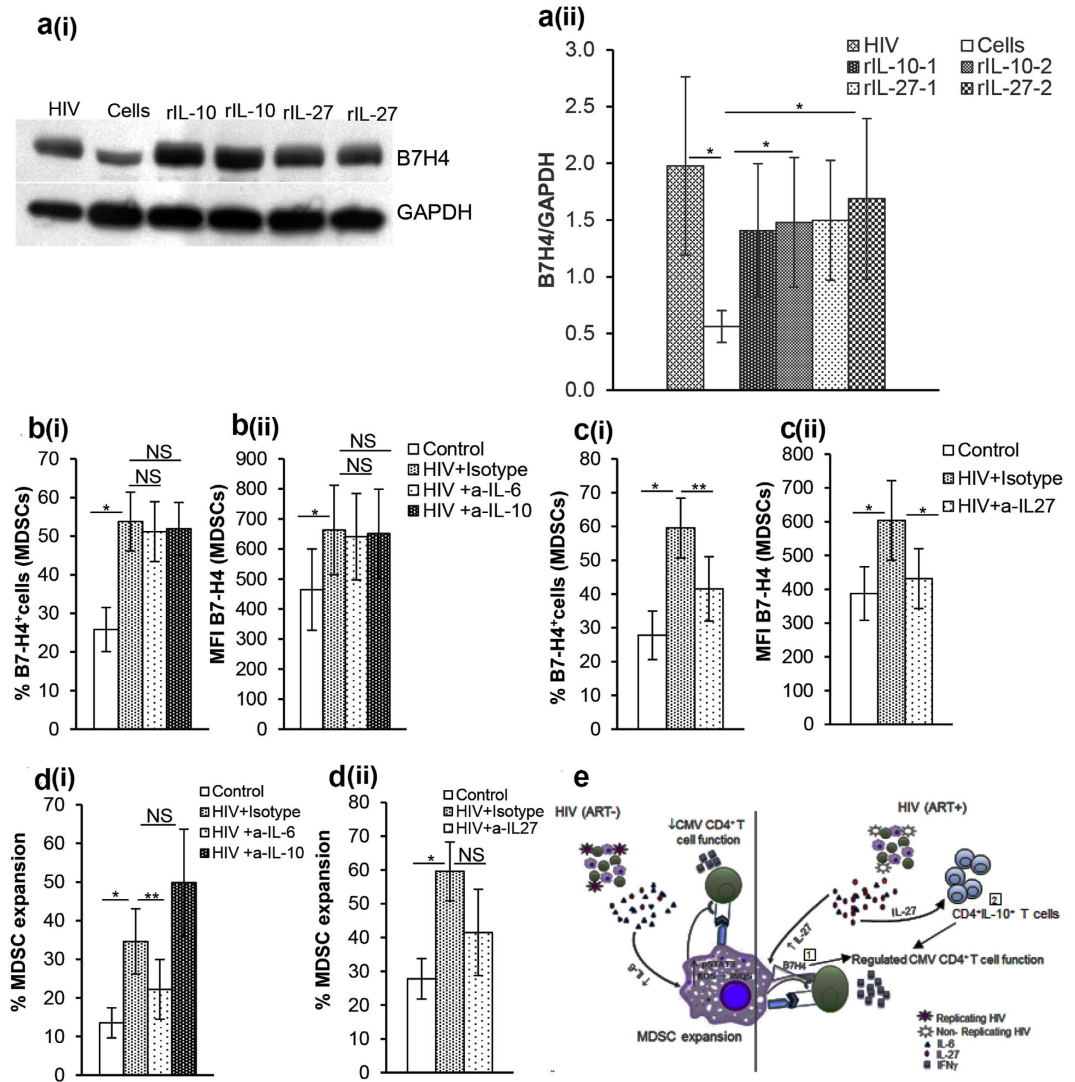 a(i)
HIV Cells rIL-10 rIL-10 rIL-27 rIL-27
B7H4
GAPDH
a(ii)
HIV Cells
rIL-10-1 rIL-10-2
rIL-27-1 rIL-27-2
B7H4/GAPDH
3.0
2.5
2.0
1.5
1.0
0.5
0.0
*
*
*
b(i)
% B7-H4+cells (MDSCs)
70
60
50
40
30
20
10
0
*
NS
NS
b(ii)
MFI B7-H4 (MDSCs)
900
800
700
600
500
400
300
200
100
0
*
NS
NS
Control
HIV+Isotype
HIV +a-IL-6
HIV +a-IL-10
c(i)
% B7-H4+cells (MDSCs)
80
70
60
50
40
30
20
10
0
* **
c(ii)
MFI B7-H4 (MDSCs)
800
700
600
500
400
300
200
100
0
* *
Control
HIV+Isotype
HIV+a-IL27
d(i)
% MDSC expansion
70
60
50
40
30
20
10
0
NS
* **
Control
HIV+Isotype
HIV +a-IL-6
HIV +a-IL-10
d(ii)
% MDSC expansion
80
70
60
50
40
30
20
10
0
* NS
Control
HIV+Isotype
HIV+a-IL27
e
HIV (ART-)
↓CMV CD4+ T
cell function
HIV (ART+)
IL-27
2
CD4+IL-10+ T cells
↑ IL-27
1
B7H4
Regulated CMV CD4+ T cell function
IL-6
pSTAT3
iNOS
MDSC expansion
Replicating HIV
Non- Replicating HIV
IL-6
IL-27
IFNγ